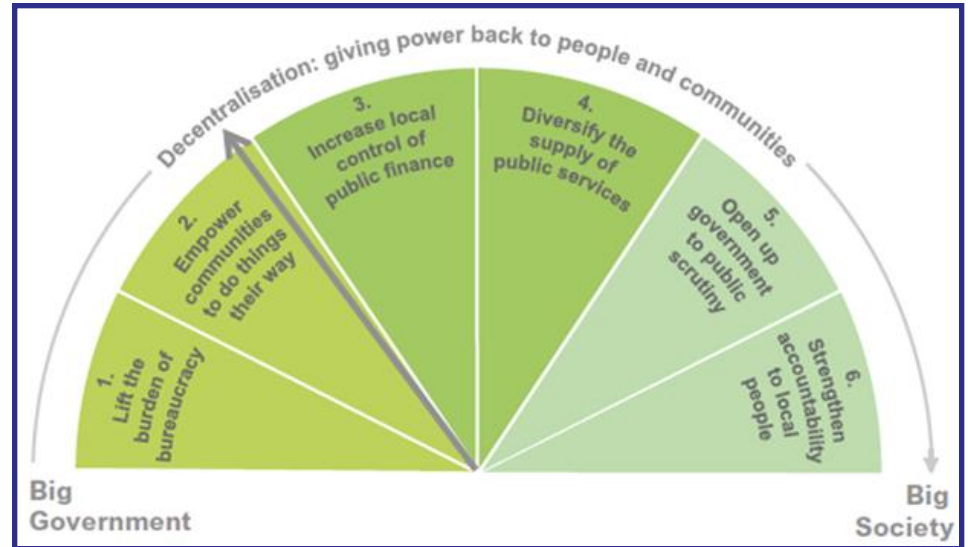 Decentralisation: giving power back to people and communities
1.
Lift the
burden of
bureaucracy
2.
Empower
communities
to do things
their way
3.
Increase local
control of
public finance
4.
Diversify the
supply of
public services
5.
Open up
government
to public
scrutiny
6.
Strengthen
accountability
to local
people
Big
Government
Big
Society